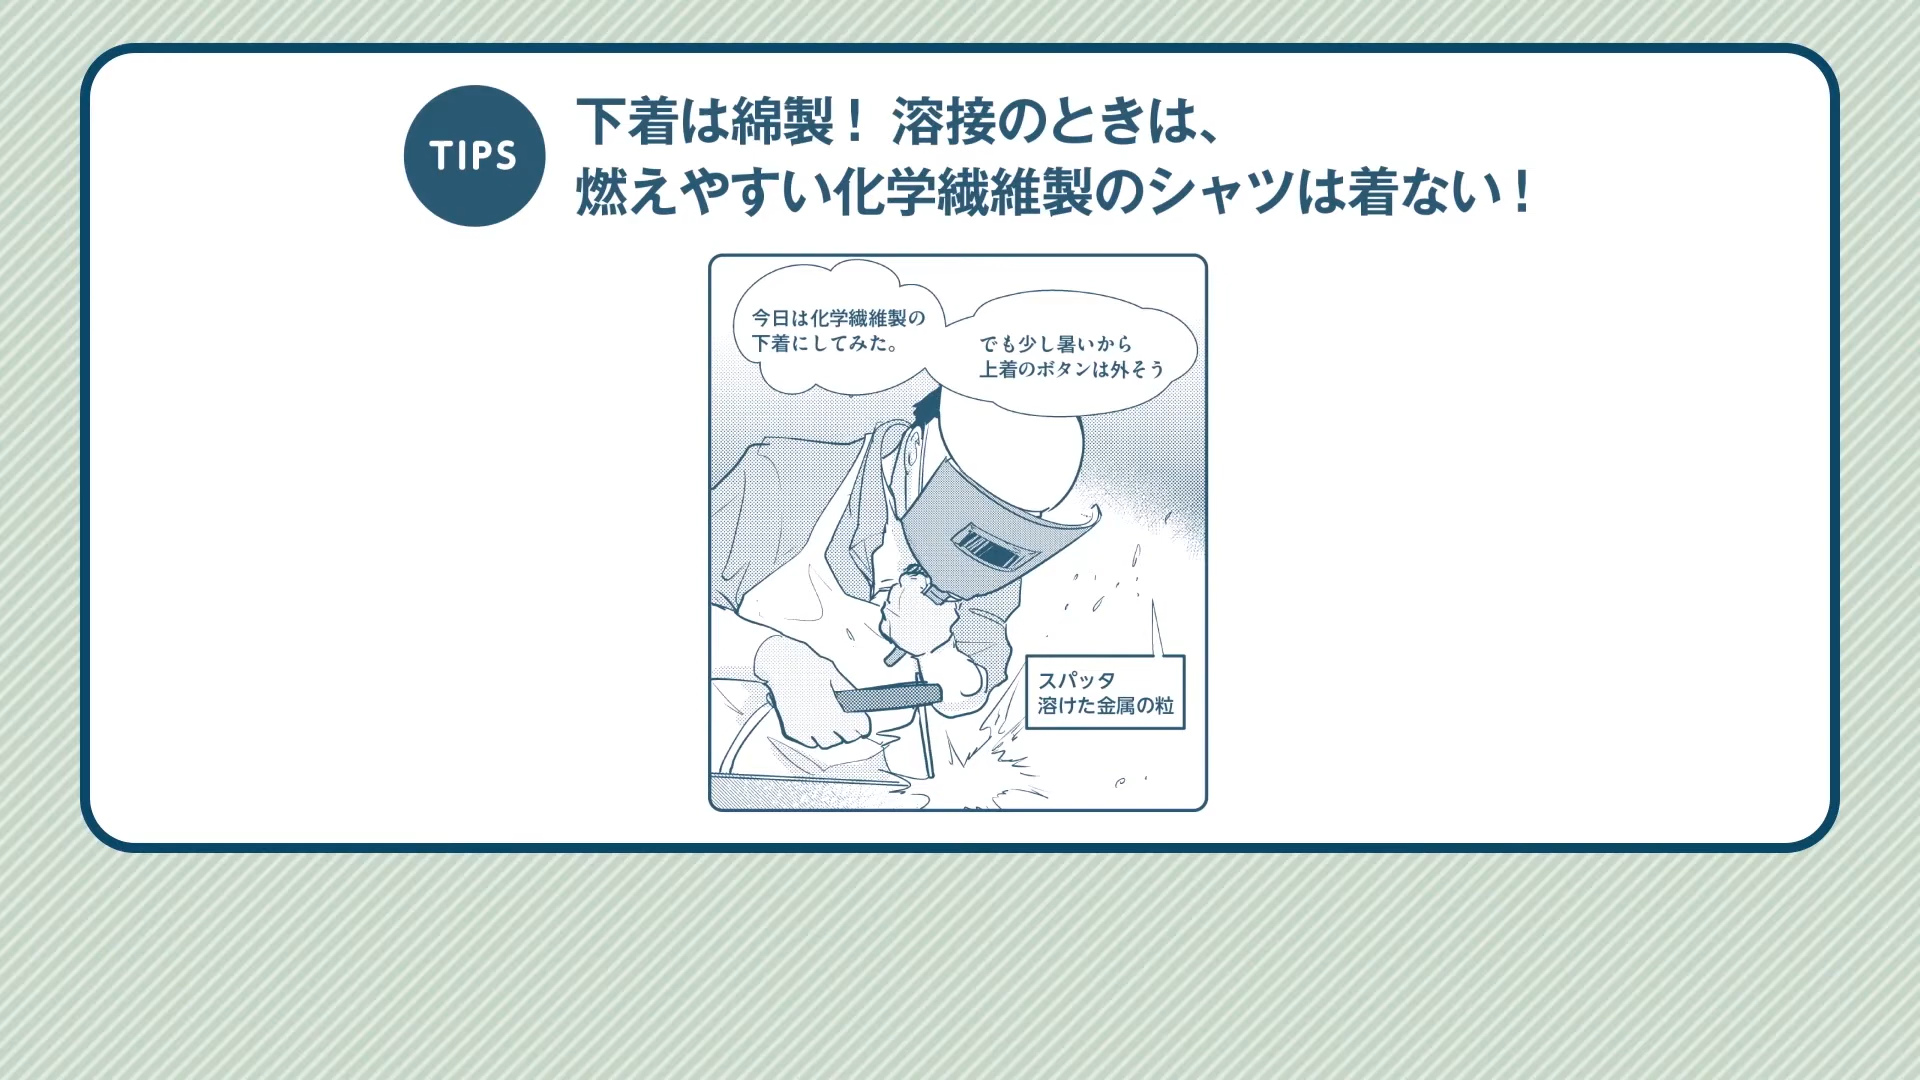 TIPS
下着は綿製！ 溶接のときは、
燃えやすい化学繊維製のシャツは着ない！
今日は化学繊維製の
下着にしてみた。
でも少し暑いから
上着のボタンは外そう
スパッタ
溶けた金属の粒